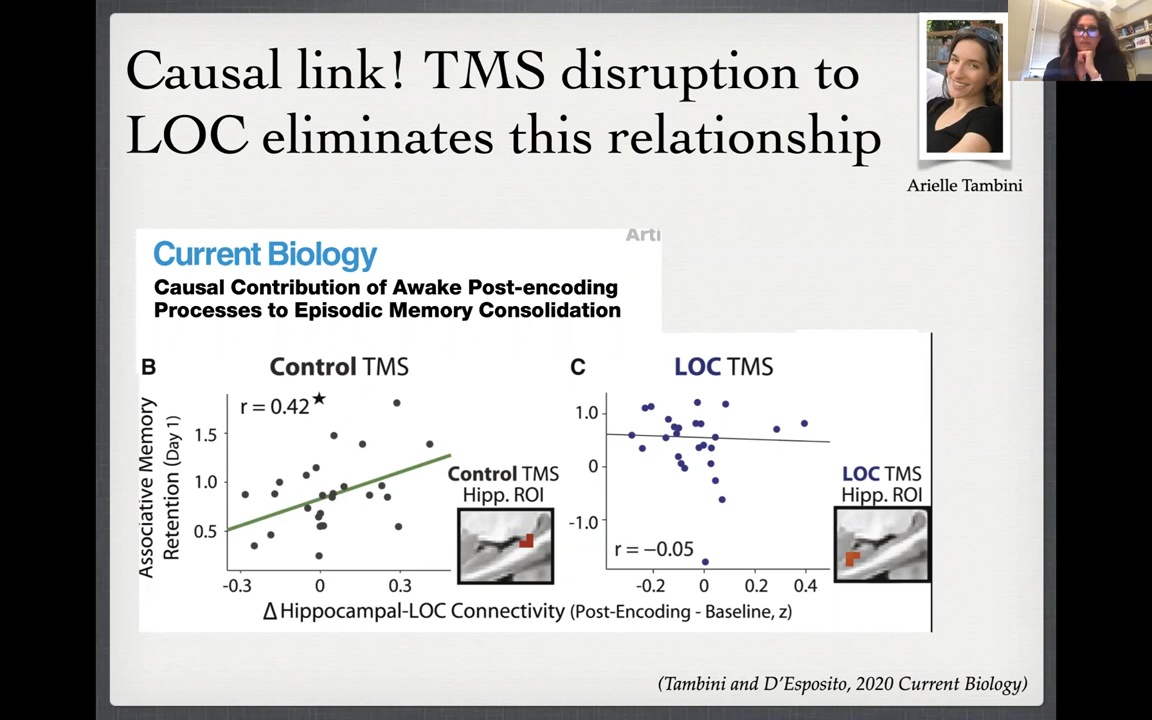 Causal link! TMS disruption to
LOC eliminates this relationship
Arielle Tambini
Arti
Current Biology
Causal Contribution of Awake Post-encoding
Processes to Episodic Memory Consolidation
B
Control TMS
C
LOC TMS
Associative Memory
Retention (Day 1)
r = 0.42★
1.5
1.0
0.5
-0.3
0
0.3
Control TMS
Hipp. ROI
1.0
0
-1.0
r = −0.05
-0.2
0
0.2
0.4
LOC TMS
Hipp. ROI
Δ Hippocampal-LOC Connectivity (Post-Encoding - Baseline, z)
(Tambini and D'Esposito, 2020 Current Biology)